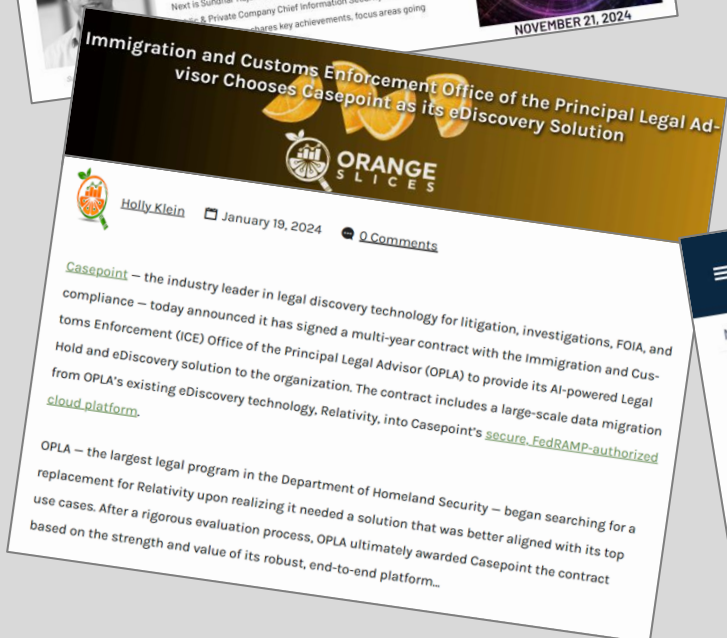 Next is Sundhar
& Private Company Chief Information
shares key achievements, focus areas going
NOVEMBER 21, 2024
Immigration and Customs Enforcement Office of the Principal Legal Ad-
visor Chooses Casepoint as its eDiscovery Solution
ORANGE
SLICES
Holly Klein January 19, 2024 0 Comments
Casepoint – the industry leader in legal discovery technology for litigation, investigations, FOIA, and
compliance – today announced it has signed a multi-year contract with the Immigration and Cus-
toms Enforcement (ICE) Office of the Principal Legal Advisor (OPLA) to provide its AI-powered Legal
Hold and eDiscovery solution to the organization. The contract includes a large-scale data migration
from OPLA's existing eDiscovery technology, Relativity, into Casepoint's secure, FedRAMP-authorized
cloud platform.
OPLA – the largest legal program in the Department of Homeland Security – began searching for a
replacement for Relativity upon realizing it needed a solution that was better aligned with its top
use cases. After a rigorous evaluation process, OPLA ultimately awarded Casepoint the contract
based on the strength and value of its robust, end-to-end platform…